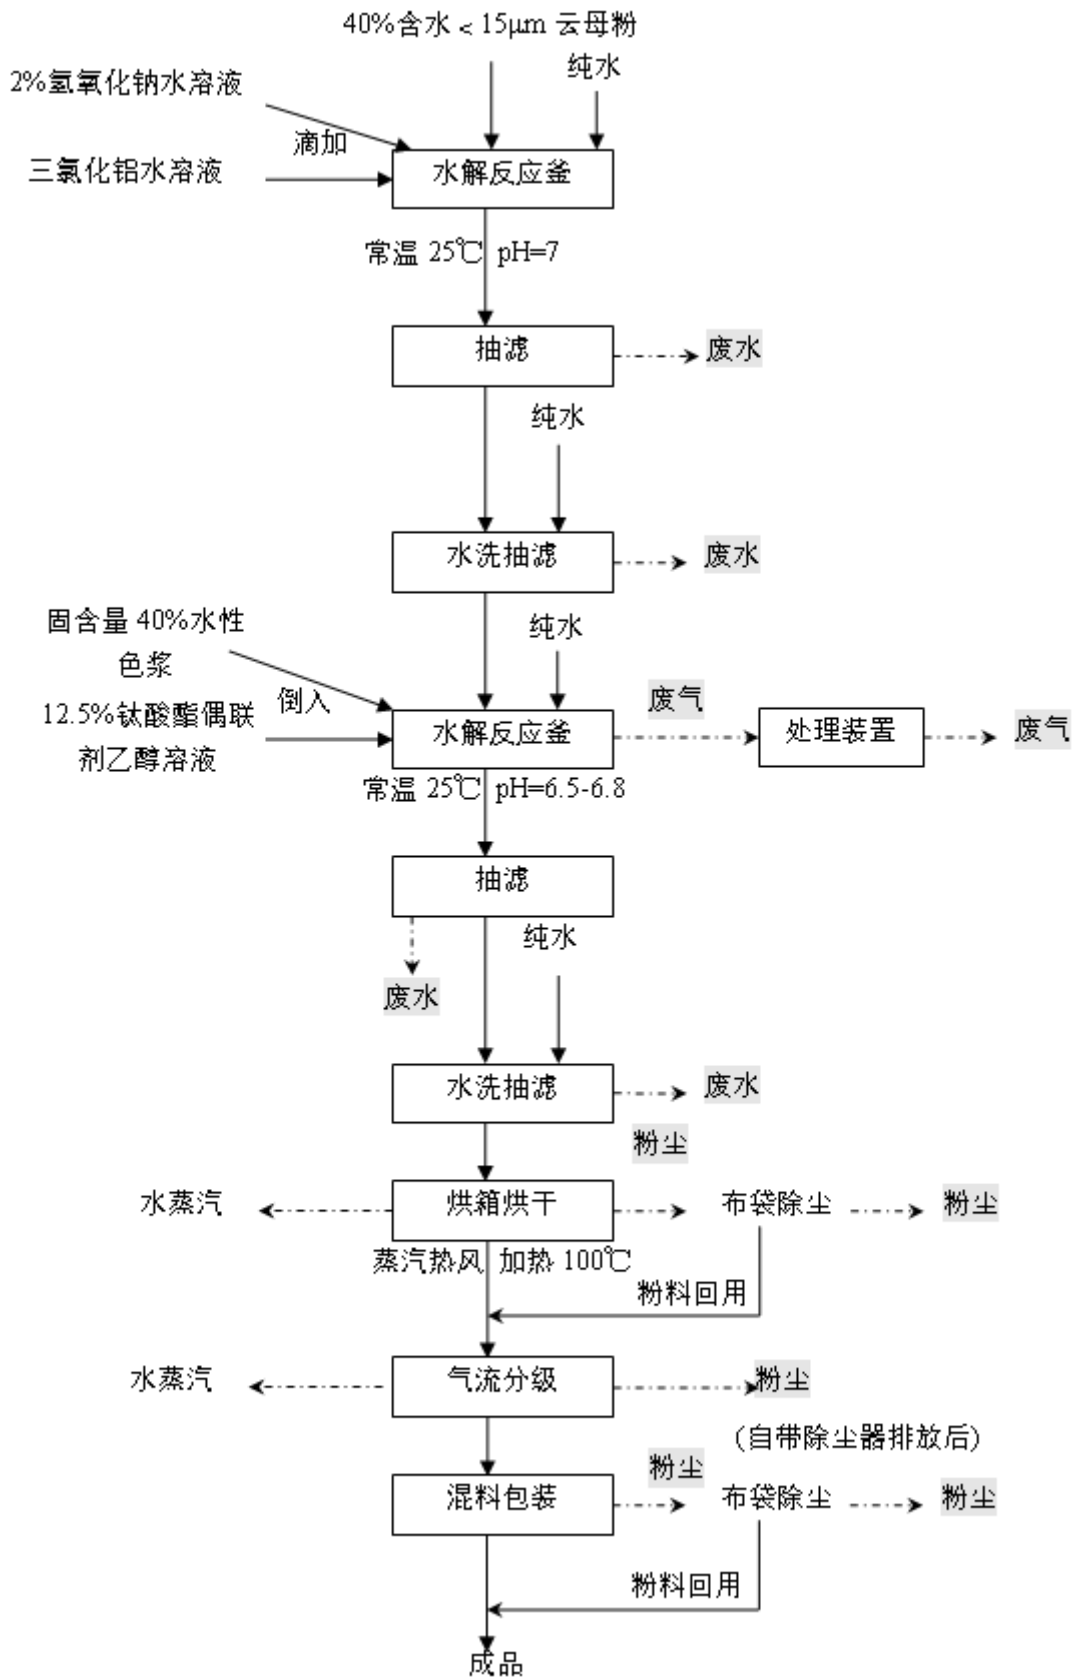 40%含水 < 15μm 云母粉
纯水
2%氢氧化钠水溶液
滴加
三氯化铝水溶液
水解反应釜
常温 25℃ pH=7
抽滤
废水
纯水
水洗抽滤
废水
固含量 40%水性
色浆
纯水
12.5%钛酸酯偶联
剂乙醇溶液
倒入
水解反应釜
废气
处理装置
废气
常温 25℃ pH=6.5-6.8
抽滤
纯水
废水
水洗抽滤
废水
粉尘
水蒸汽
烘箱烘干
布袋除尘
粉尘
蒸汽热风 加热 100℃
粉料回用
水蒸汽
气流分级
粉尘
(自带除尘器排放后)
粉尘
混料包装
布袋除尘
粉尘
粉料回用
成品